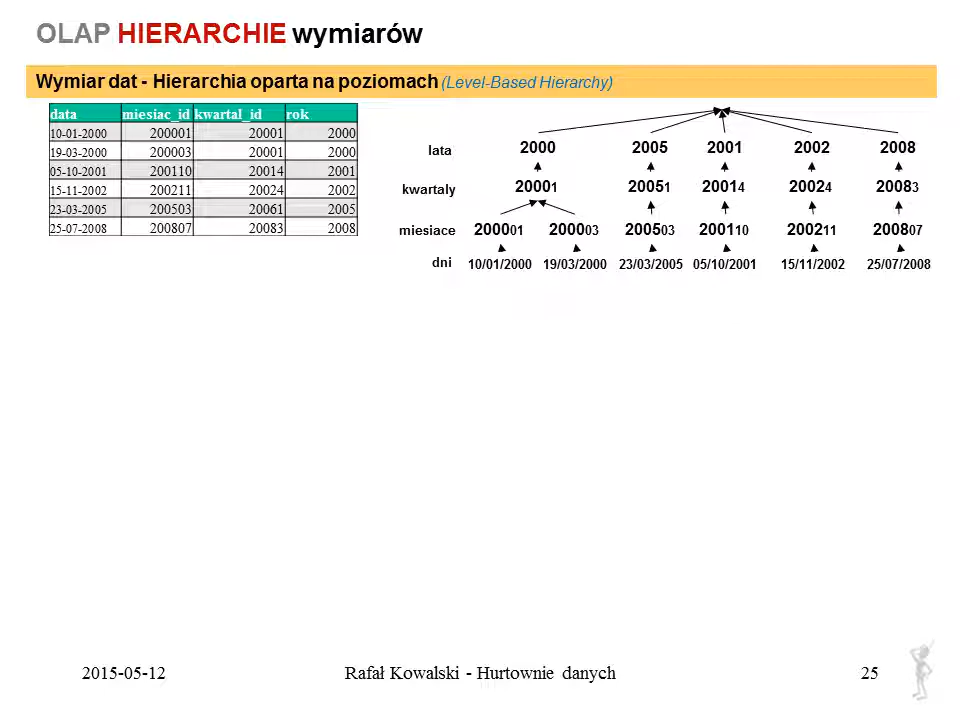 OLAP HIERARCHIE wymiarów
Wymiar dat - Hierarchia oparta na poziomach (Level-Based Hierarchy)
data miesiac_id kwartal_id rok
10-01-2000 200001 20001 2000
19-03-2000 200003 20001 2000
05-10-2001 200110 20014 2001
15-11-2002 200211 20024 2002
23-03-2005 200503 20061 2005
25-07-2008 200807 20083 2008
lata 2000 2005 2001 2002 2008
kwartaly 20001 20051 20014 20024 20083
miesiace 200001 200003 200503 200110 200211 200807
dni 10/01/2000 19/03/2000 23/03/2005 05/10/2001 15/11/2002 25/07/2008
2015-05-12 Rafał Kowalski - Hurtownie danych 25